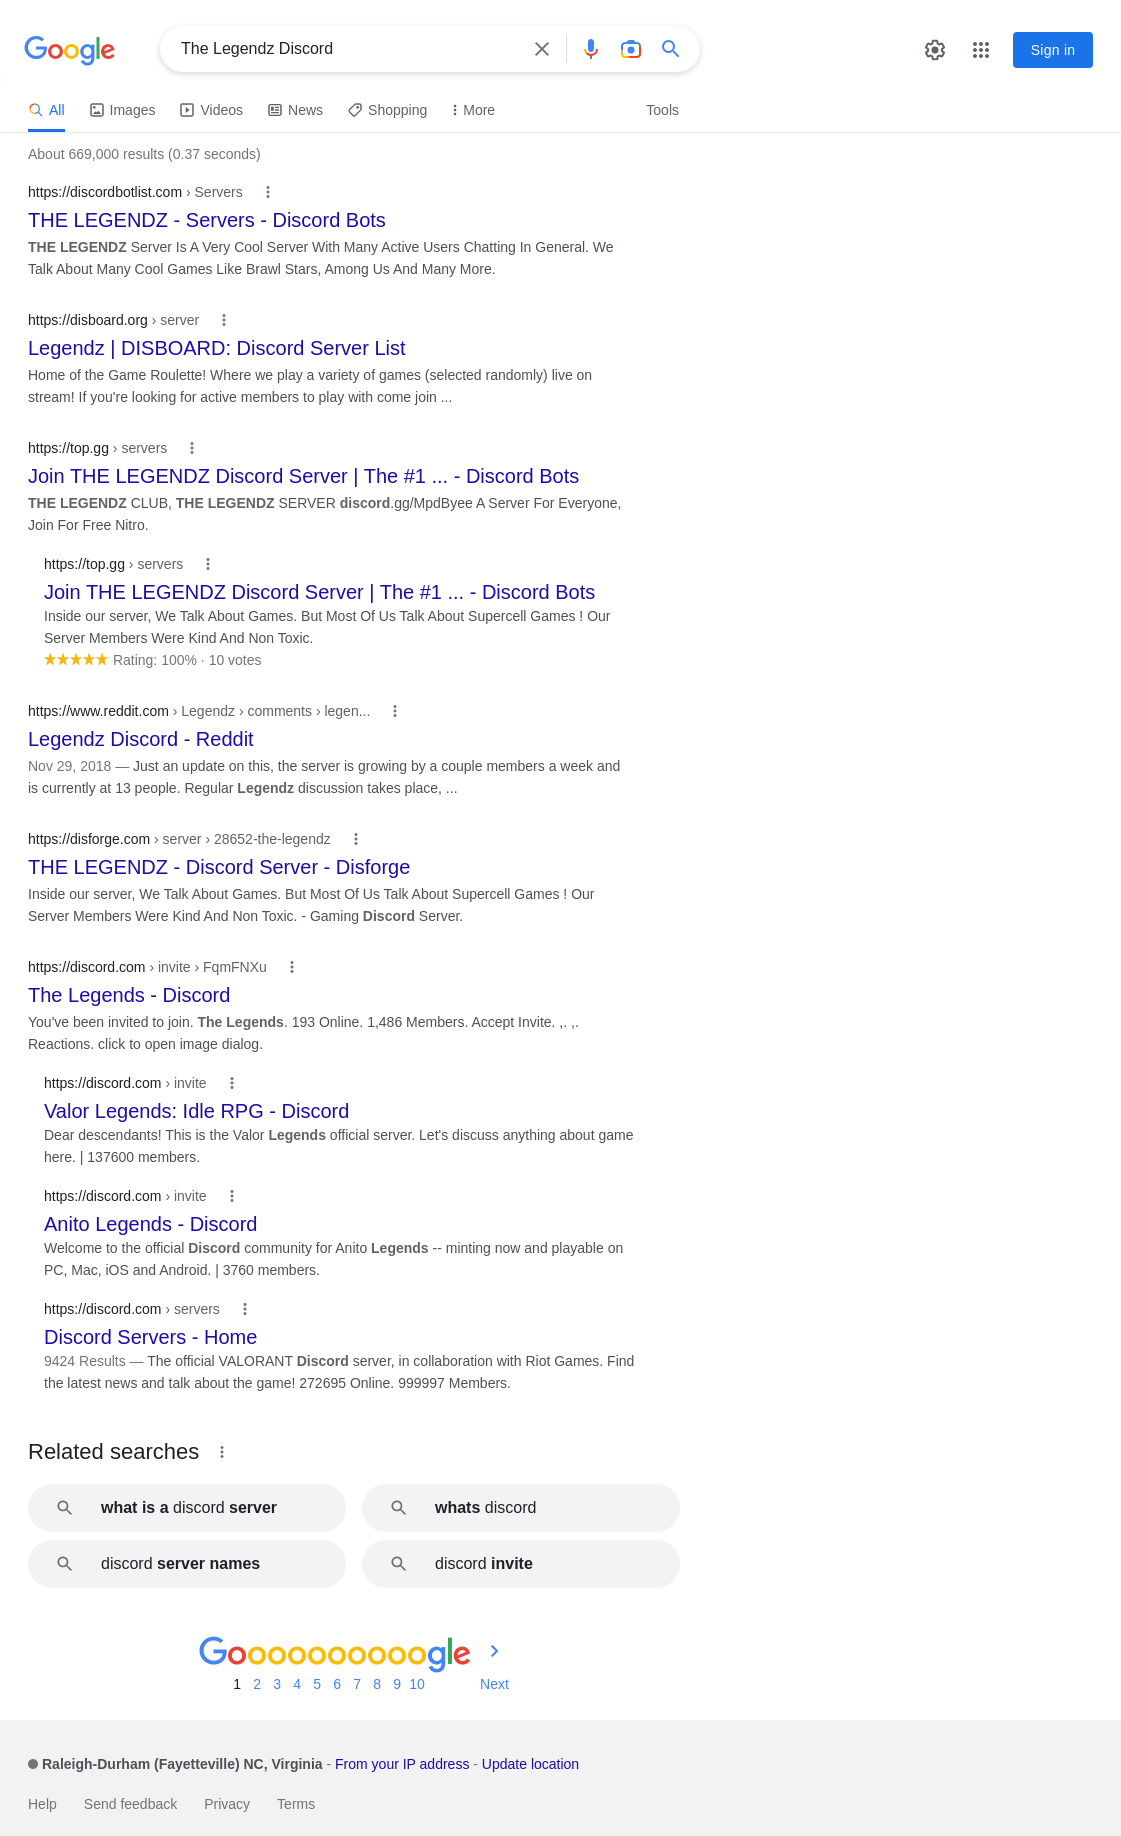 Google
The Legendz Discord
Sign in
All Images Videos News Shopping More Tools
About 669,000 results (0.37 seconds)
https://discordbotlist.com › Servers
THE LEGENDZ - Servers - Discord Bots
THE LEGENDZ Server Is A Very Cool Server With Many Active Users Chatting In General. We
Talk About Many Cool Games Like Brawl Stars, Among Us And Many More.
https://disboard.org › server
Legendz | DISBOARD: Discord Server List
Home of the Game Roulette! Where we play a variety of games (selected randomly) live on
stream! If you're looking for active members to play with come join ...
https://top.gg › servers
Join THE LEGENDZ Discord Server | The #1 ... - Discord Bots
THE LEGENDZ CLUB, THE LEGENDZ SERVER discord.gg/MpdByee A Server For Everyone,
Join For Free Nitro.
https://top.gg › servers
Join THE LEGENDZ Discord Server | The #1 ... - Discord Bots
Inside our server, We Talk About Games. But Most Of Us Talk About Supercell Games ! Our
Server Members Were Kind And Non Toxic.
Rating: 100% · 10 votes
https://www.reddit.com › Legendz › comments › legen...
Legendz Discord - Reddit
Nov 29, 2018 — Just an update on this, the server is growing by a couple members a week and
is currently at 13 people. Regular Legendz discussion takes place, ...
https://disforge.com › server › 28652-the-legendz
THE LEGENDZ - Discord Server - Disforge
Inside our server, We Talk About Games. But Most Of Us Talk About Supercell Games ! Our
Server Members Were Kind And Non Toxic. - Gaming Discord Server.
https://discord.com › invite › FqmFNXu
The Legends - Discord
You've been invited to join. The Legends. 193 Online. 1,486 Members. Accept Invite. ,. ,.
Reactions. click to open image dialog.
https://discord.com › invite
Valor Legends: Idle RPG - Discord
Dear descendants! This is the Valor Legends official server. Let's discuss anything about game
here. | 137600 members.
https://discord.com › invite
Anito Legends - Discord
Welcome to the official Discord community for Anito Legends -- minting now and playable on
PC, Mac, iOS and Android. | 3760 members.
https://discord.com › servers
Discord Servers - Home
9424 Results — The official VALORANT Discord server, in collaboration with Riot Games. Find
the latest news and talk about the game! 272695 Online. 999997 Members.
Related searches
what is a discord server
whats discord
discord server names
discord invite
Goooooooooogle
1 2 3 4 5 6 7 8 9 10 Next
Raleigh-Durham (Fayetteville) NC, Virginia - From your IP address - Update location
Help Send feedback Privacy Terms